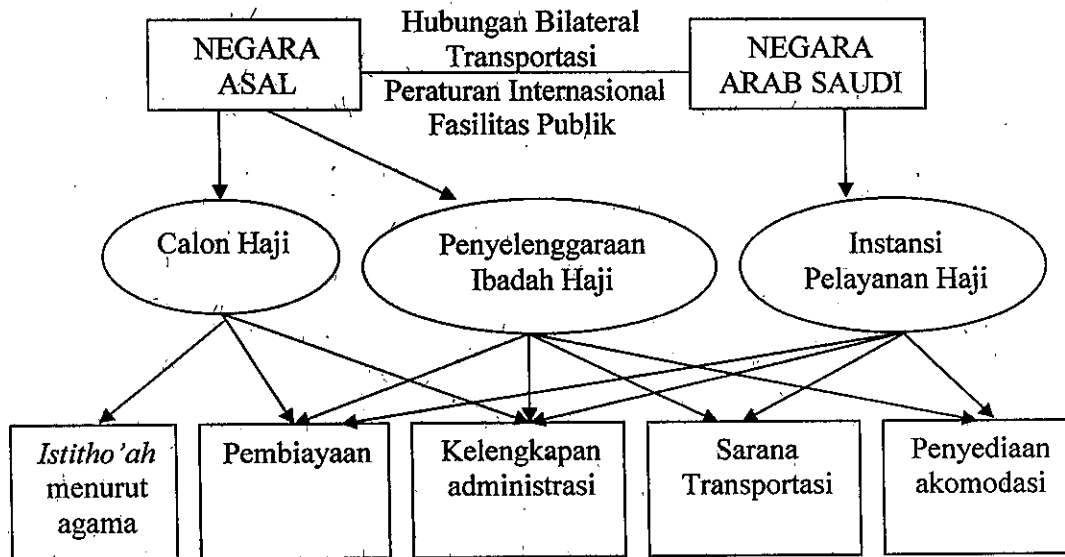 NEGARA
ASAL
Hubungan Bilateral
Transportasi
Peraturan Internasional
Fasilitas Publik
NEGARA
ARAB SAUDI
Calon Haji
Penyelenggaraan
Ibadah Haji
Instansi
Pelayanan Haji
Istitho'ah
menurut
agama
Pembiayaan
Kelengkapan
administrasi
Sarana
Transportasi
Penyediaan
akomodasi